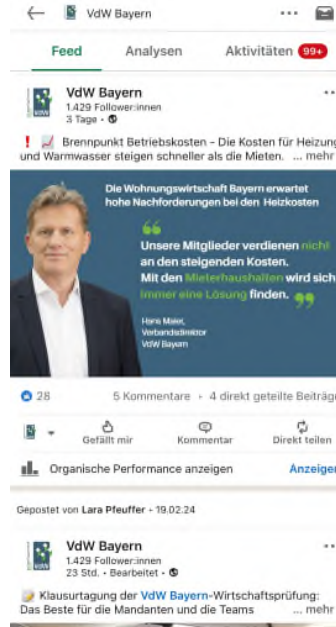 VdW Bayern
Feed Analysen Aktivitäten 99+
VdW Bayern
1.429 Follower:innen
3 Tage •
Brennpunkt Betriebskosten – Die Kosten für Heizung
und Warmwasser steigen schneller als die Mieten. ... mehr
Die Wohnungswirtschaft Bayern erwartet
hohe Nachforderungen bei den Heizkosten
Unsere Mitglieder verdienen nicht
an den steigenden Kosten.
Mit den Mieterhaushalten wird sich
immer eine Lösung finden.
Hans Maier,
Verbandsdirektor
VdW Bayern
28 5 Kommentare • 4 direkt geteilte Beiträge
Gefällt mir Kommentar Direkt teilen
Organische Performance anzeigen Anzeigen
Gepostet von Lara Pfeuffer • 19.02.24
VdW Bayern
1.429 Follower:innen
23 Std. • Bearbeitet •
Klausurtagung der VdW Bayern-Wirtschaftsprüfung:
Das Beste für die Mandanten und die Teams ... mehr